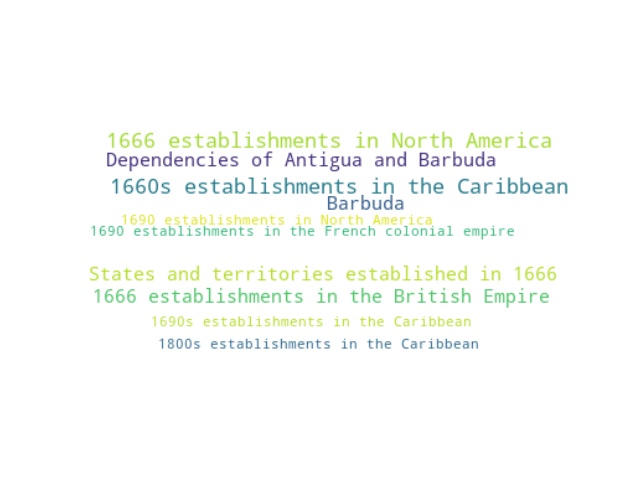 1666 establishments in North America
Dependencies of Antigua and Barbuda
1660s establishments in the Caribbean
Barbuda
1690 establishments in North America
1690 establishments in the French colonial empire
States and territories established in 1666
1666 establishments in the British Empire
1690s establishments in the Caribbean
1800s establishments in the Caribbean